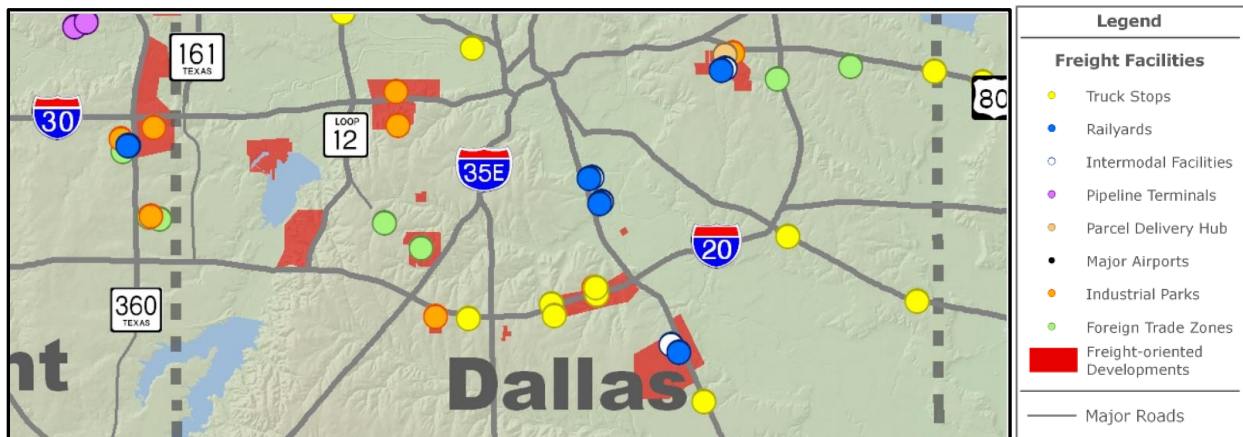 161
TEXAS
30
LOOP
12
35E
80
20
360
TEXAS
nt
Dallas
Legend
Freight Facilities
Truck Stops
Railyards
Intermodal Facilities
Pipeline Terminals
Parcel Delivery Hub
Major Airports
Industrial Parks
Foreign Trade Zones
Freight-oriented
Developments
Major Roads